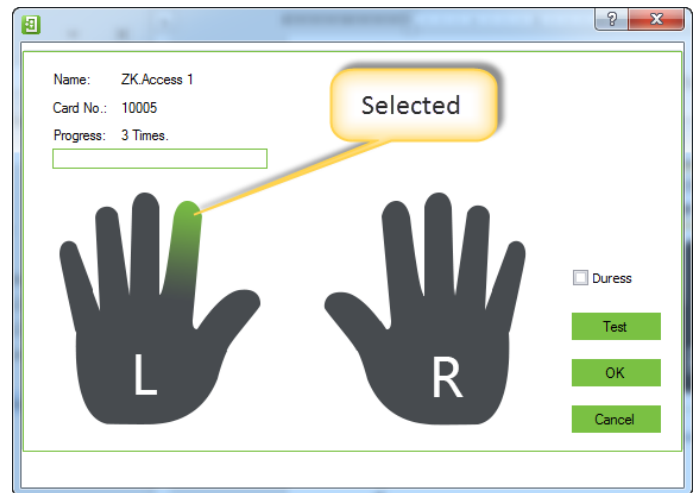 Name: ZK.Access 1
Card No.: 10005
Progress: 3 Times.
Selected
L
R
Duress
Test
OK
Cancel